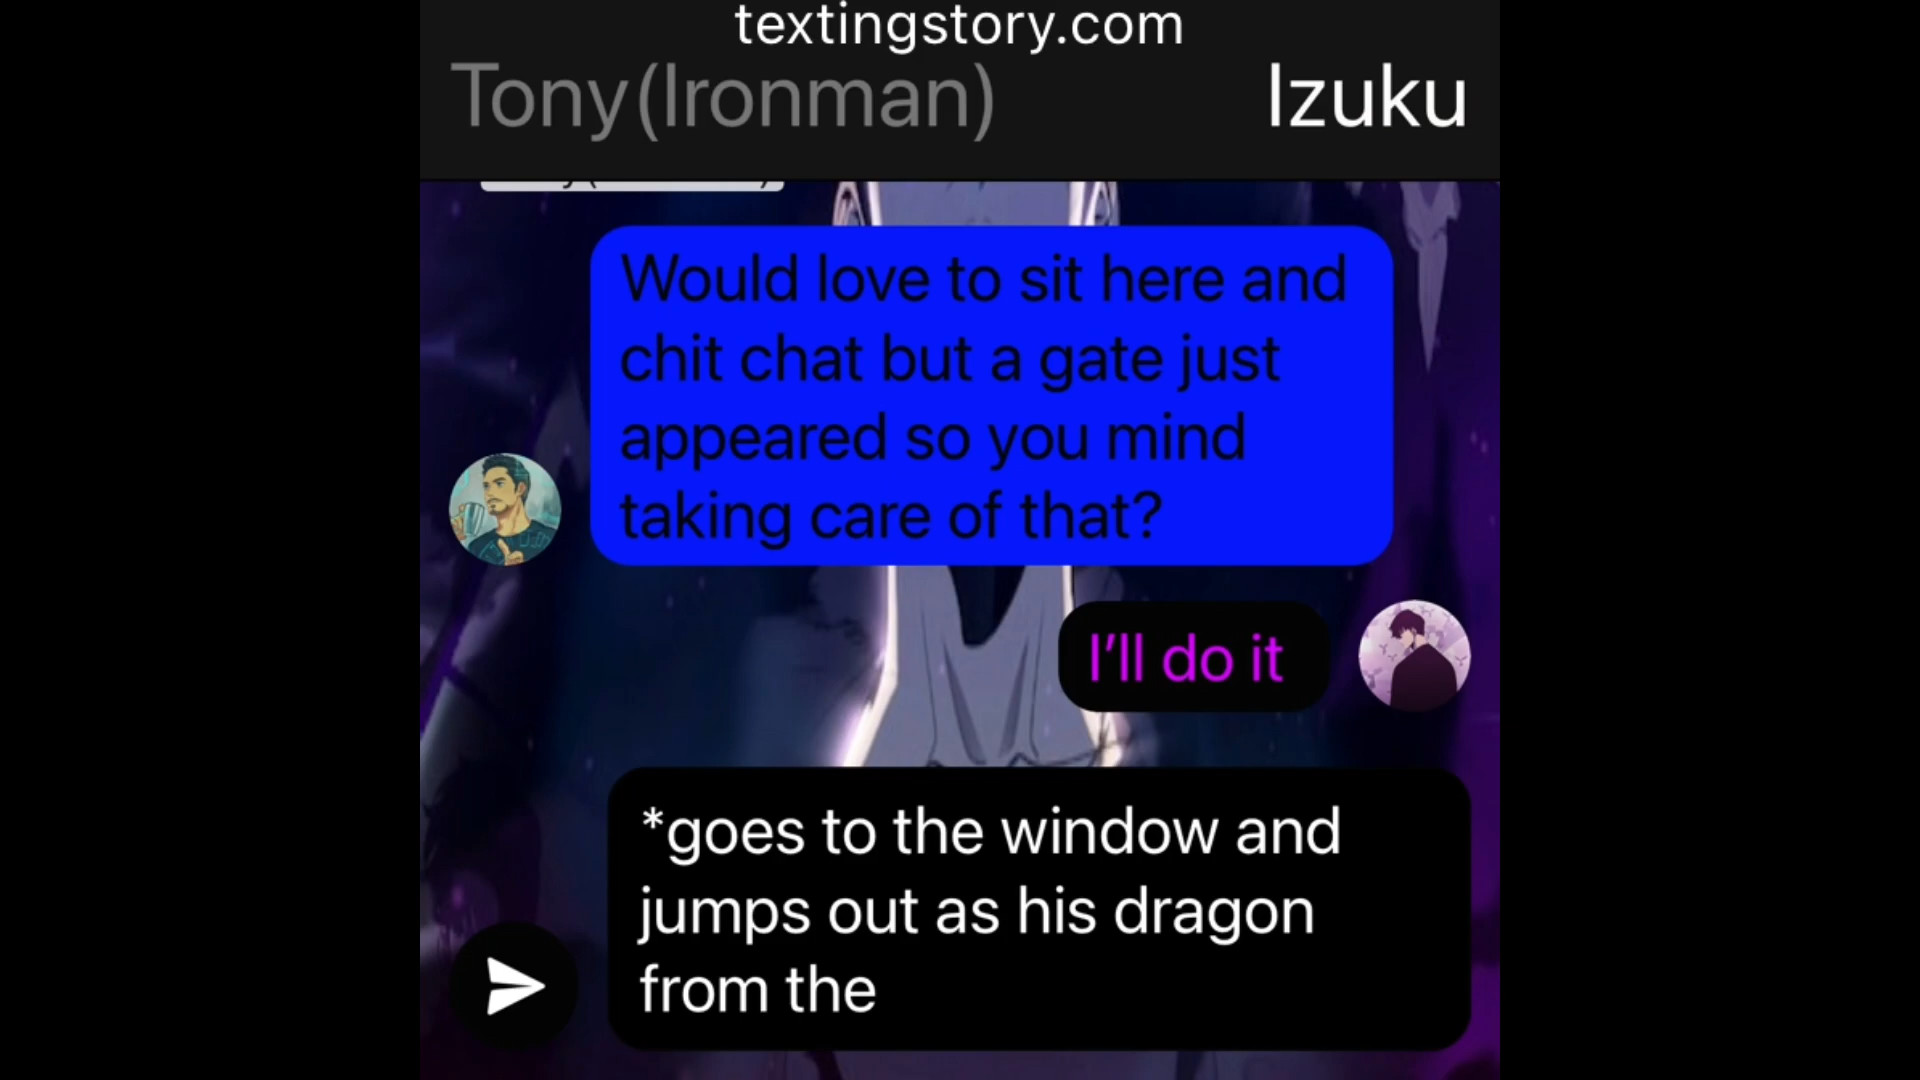 textingstory.com
Tony(Ironman) Izuku
Would love to sit here and
chit chat but a gate just
appeared so you mind
taking care of that?
I'll do it
*goes to the window and
jumps out as his dragon
from the